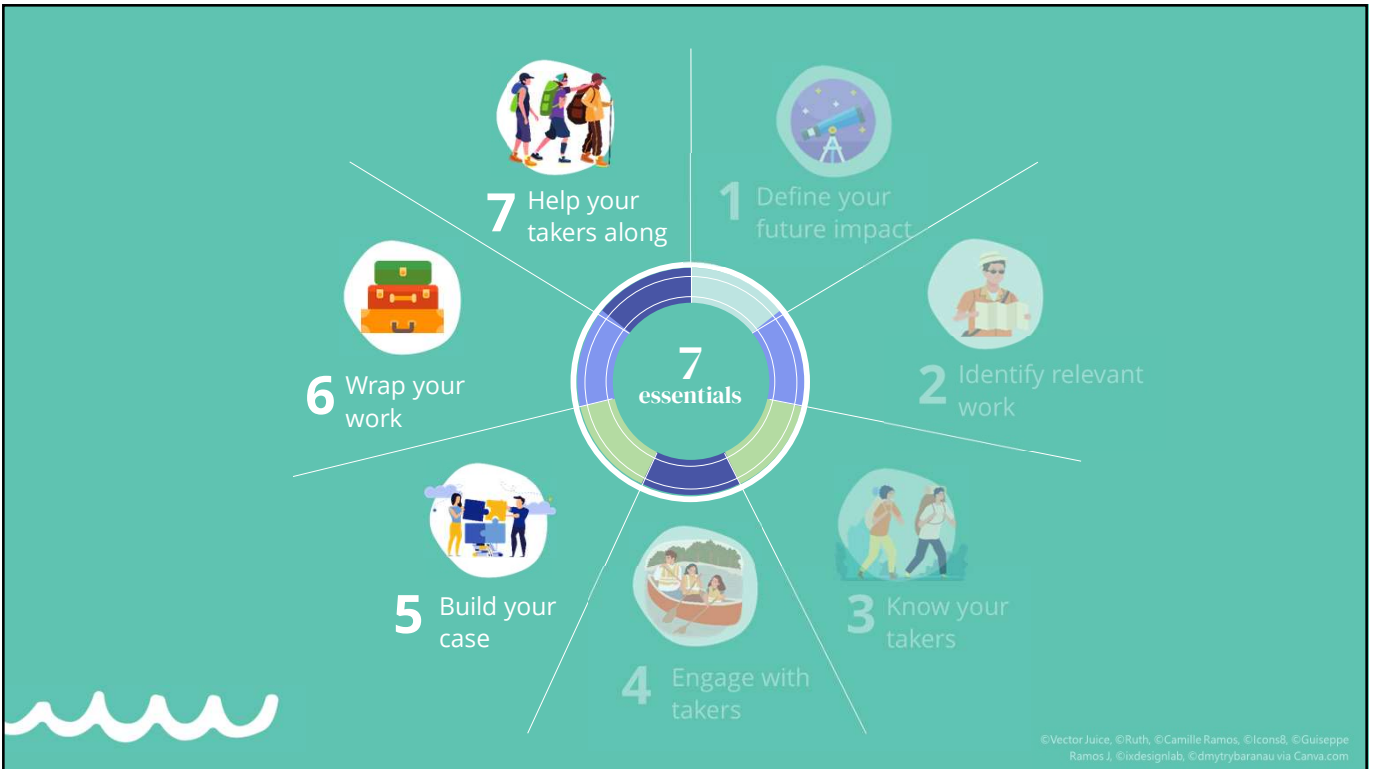 7
essentials
1
Define your
future impact
2
Identify relevant
work
3
Know your
takers
4
Engage with
takers
5
Build your
case
6
Wrap your
work
7
Help your
takers along
©Vector Juice, ©Ruth, ©Camille Ramos, ©Icons8, ©Guiseppe
Ramos J, ©ixdesignlab, ©dmytrybaranau via Canva.com